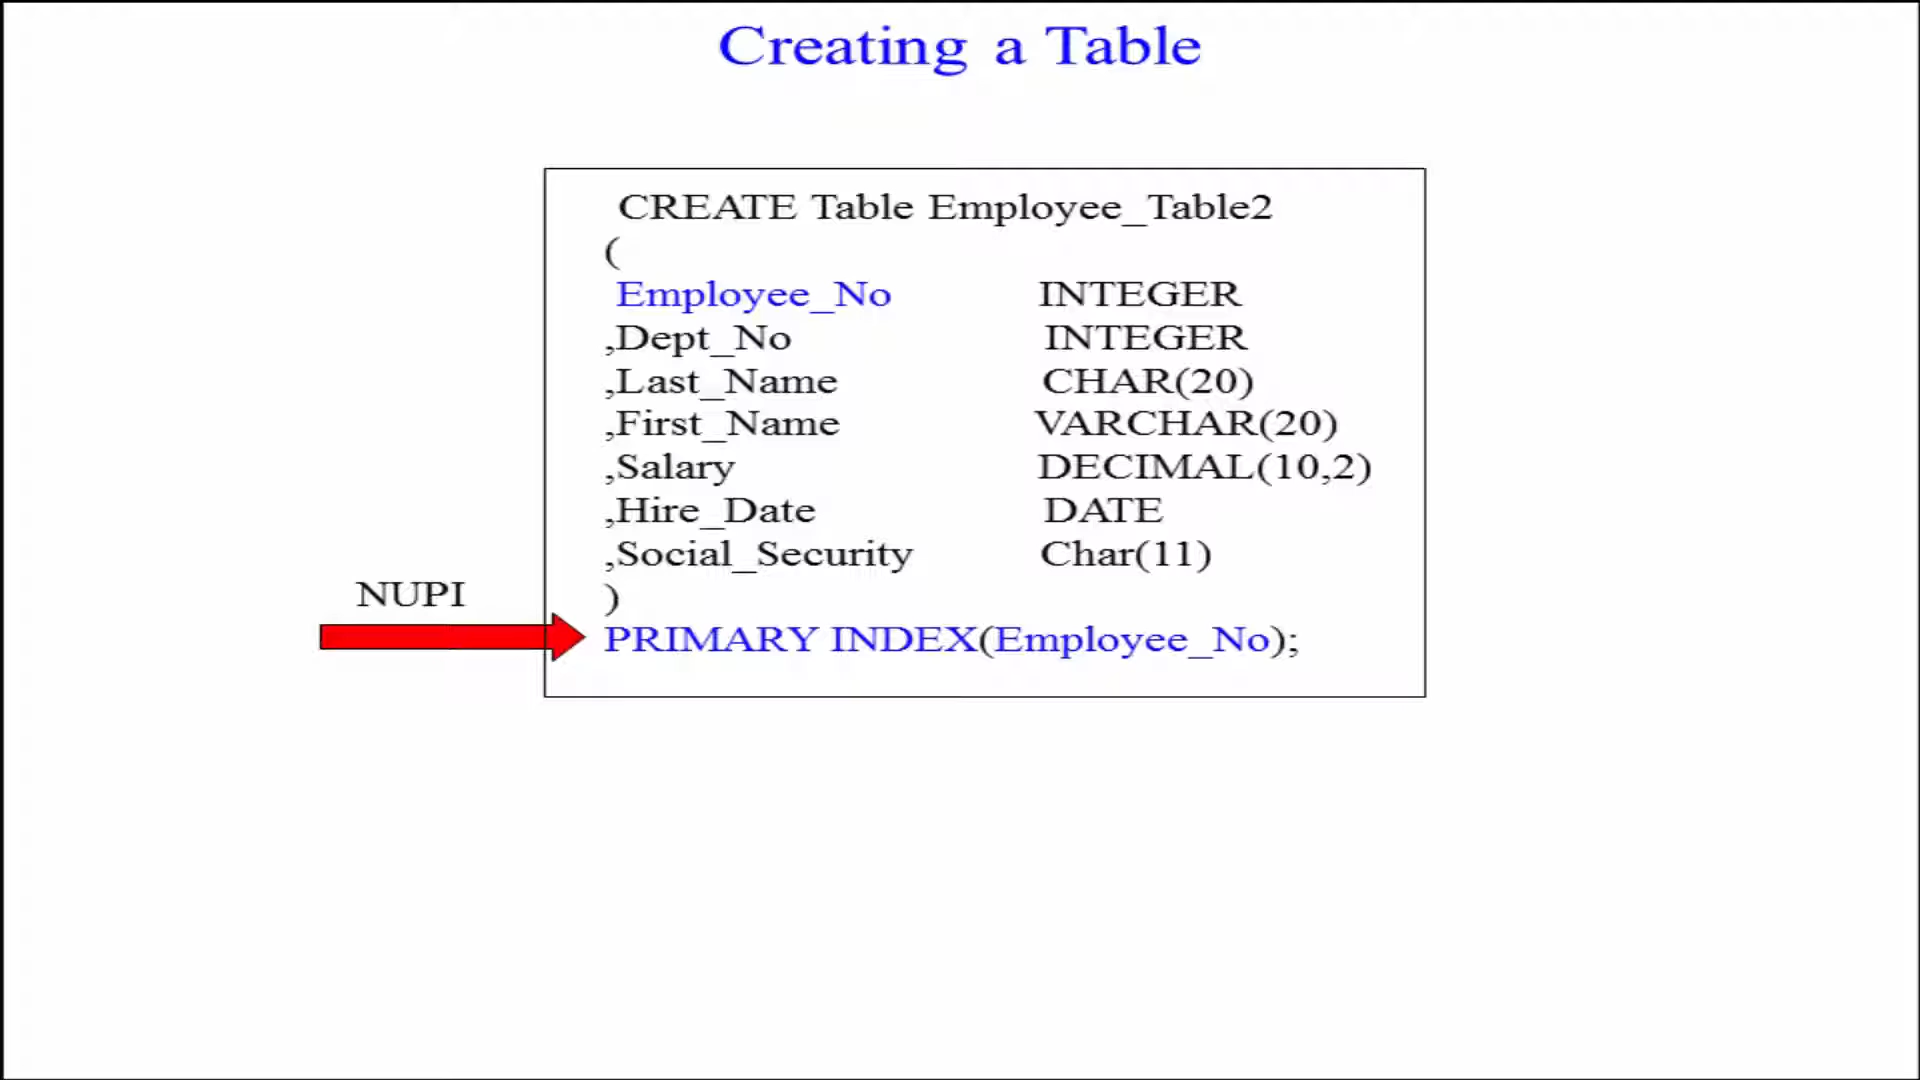 Creating a Table
CREATE Table Employee_Table2
(
Employee_No INTEGER
,Dept_No INTEGER
,Last_Name CHAR(20)
,First_Name VARCHAR(20)
,Salary DECIMAL(10,2)
,Hire_Date DATE
,Social_Security Char(11)
)
NUPI
PRIMARY INDEX(Employee_No);